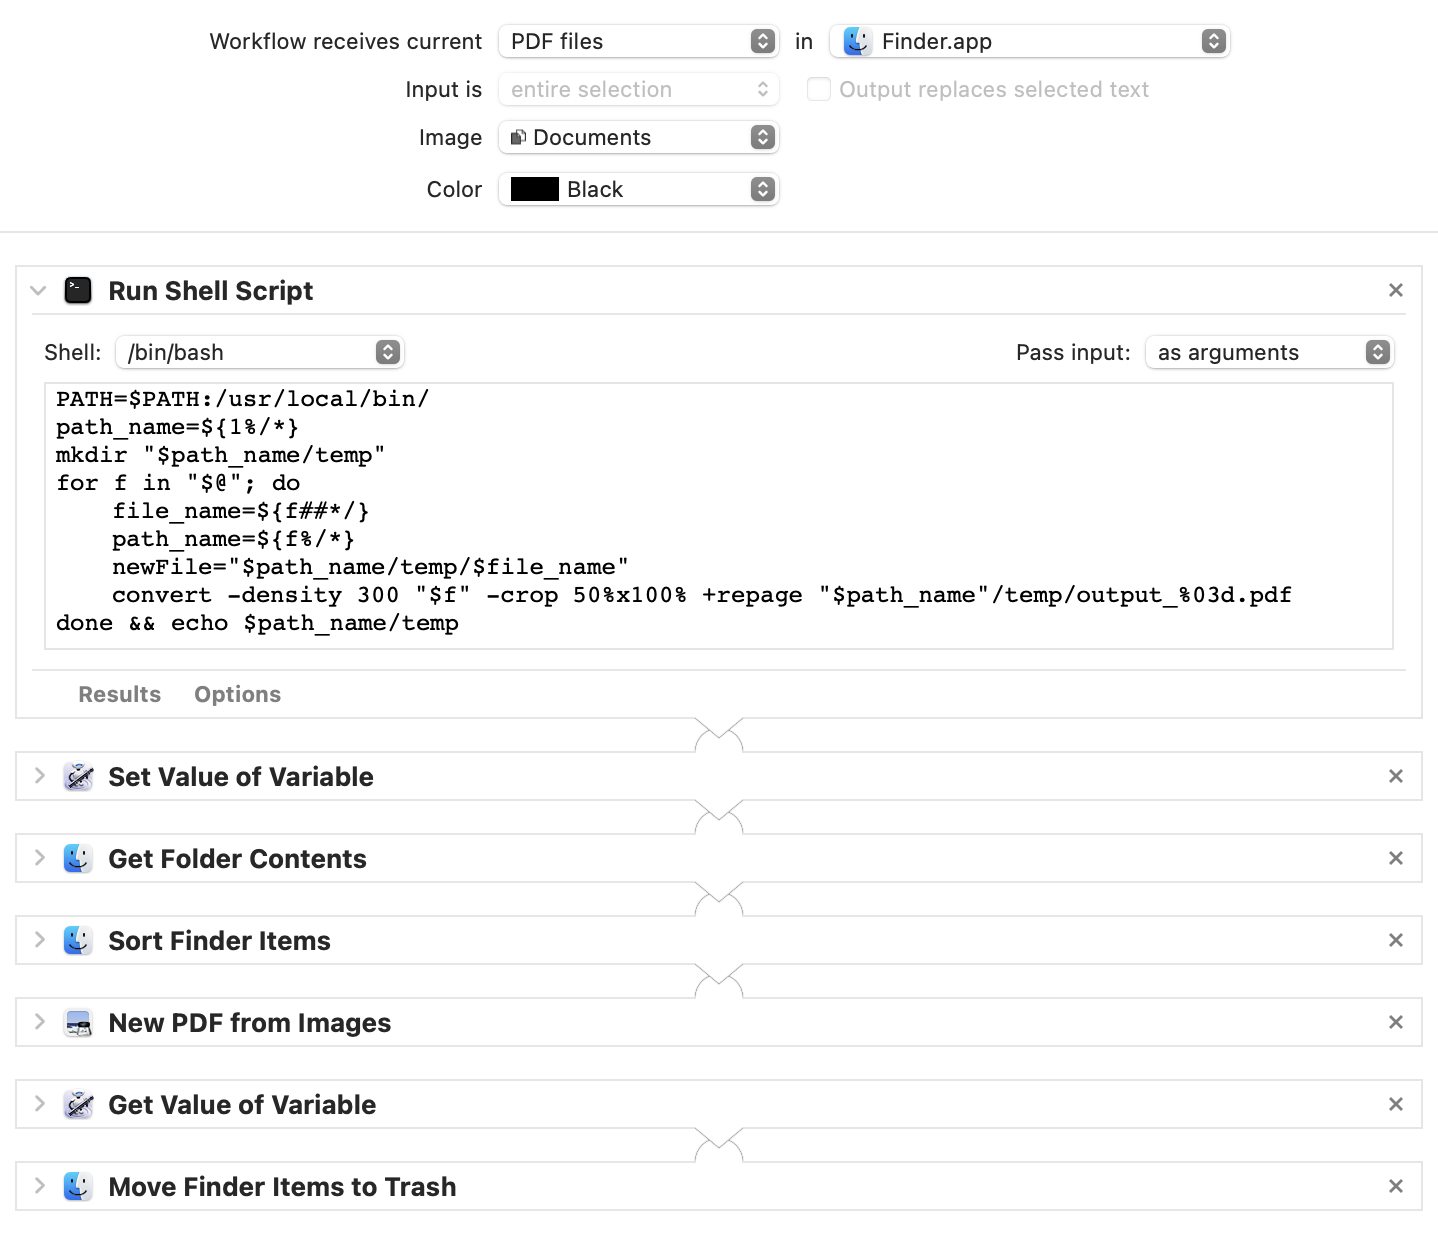 Workflow receives current PDF files in Finder.app
Input is entire selection Output replaces selected text
Image Documents
Color Black
Run Shell Script
Shell: /bin/bash Pass input: as arguments
PATH=$PATH:/usr/local/bin/
path_name=${1%/*}
mkdir "$path_name/temp"
for f in "$@"; do
    file_name=${f##*/}
    path_name=${f%/*}
    newFile="$path_name/temp/$file_name"
    convert -density 300 "$f" -crop 50%x100% +repage "$path_name"/temp/output_%03d.pdf
done && echo $path_name/temp
Results Options
Set Value of Variable
Get Folder Contents
Sort Finder Items
New PDF from Images
Get Value of Variable
Move Finder Items to Trash